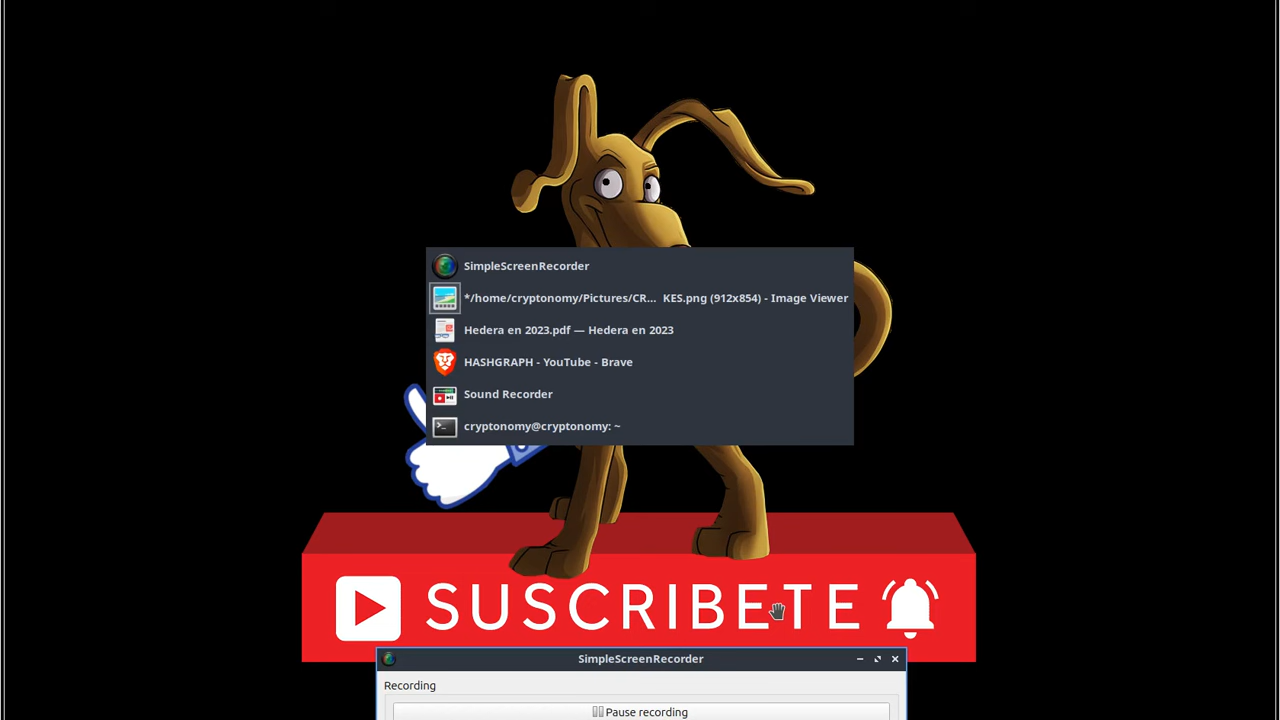 SimpleScreenRecorder
*/home/cryptonomy/Pictures/CR... KES.png (912x854) - Image Viewer
Hedera en 2023.pdf — Hedera en 2023
HASHGRAPH - YouTube - Brave
Sound Recorder
cryptonomy@cryptonomy: ~
SUSCRIBETE
SimpleScreenRecorder
Recording
Pause recording